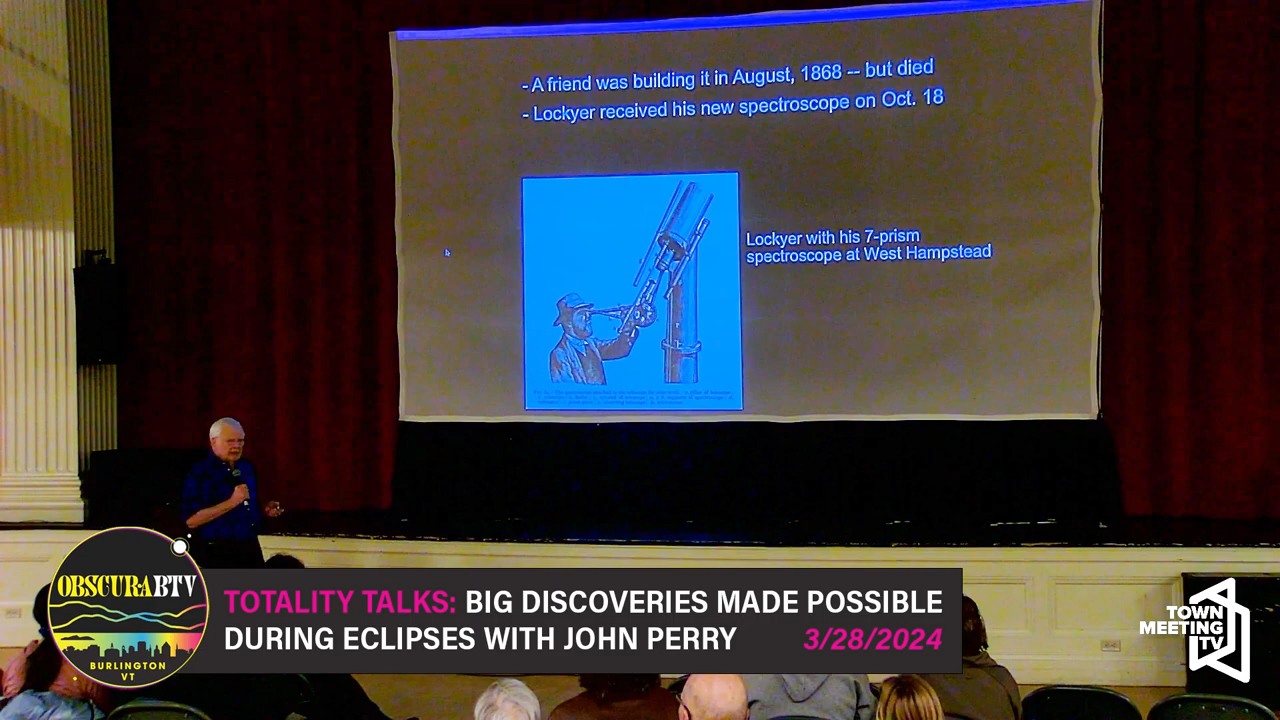 - A friend was building it in August, 1868 -- but died
- Lockyer received his new spectroscope on Oct. 18
Lockyer with his 7-prism
spectroscope at West Hampstead
OBSCURABTV
BURLINGTON
VT
TOTALITY TALKS: BIG DISCOVERIES MADE POSSIBLE
DURING ECLIPSES WITH JOHN PERRY 3/28/2024
TOWN
MEETING
TV